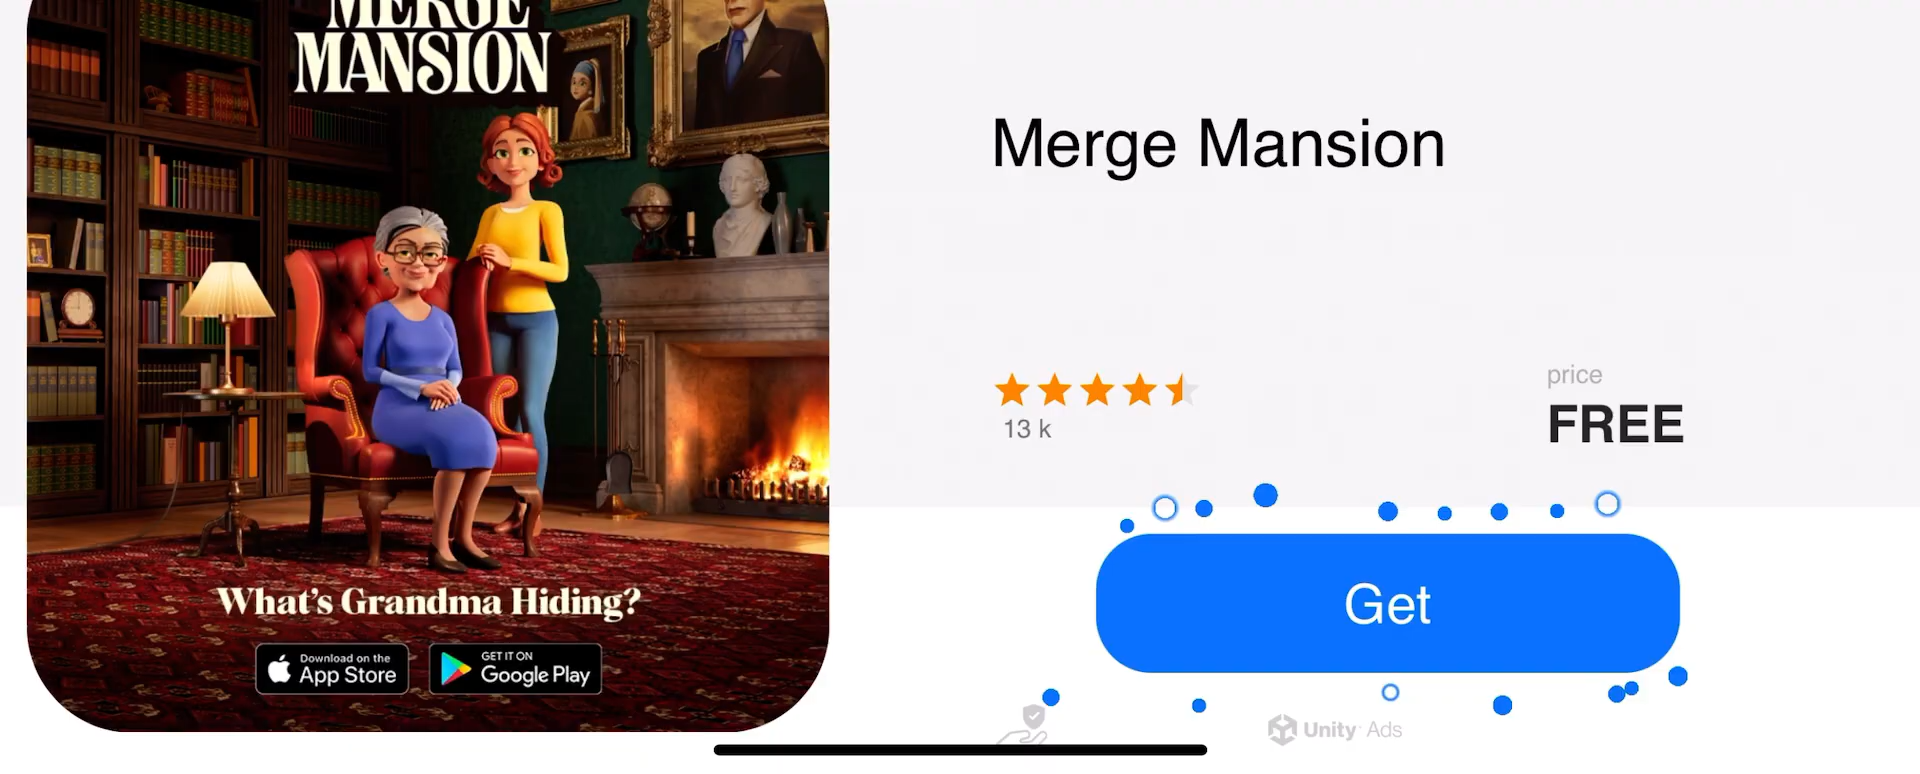 MERGE
MANSION
What's Grandma Hiding?
Download on the
App Store
GET IT ON
Google Play
Merge Mansion
13 k
price
FREE
Get
Unity Ads